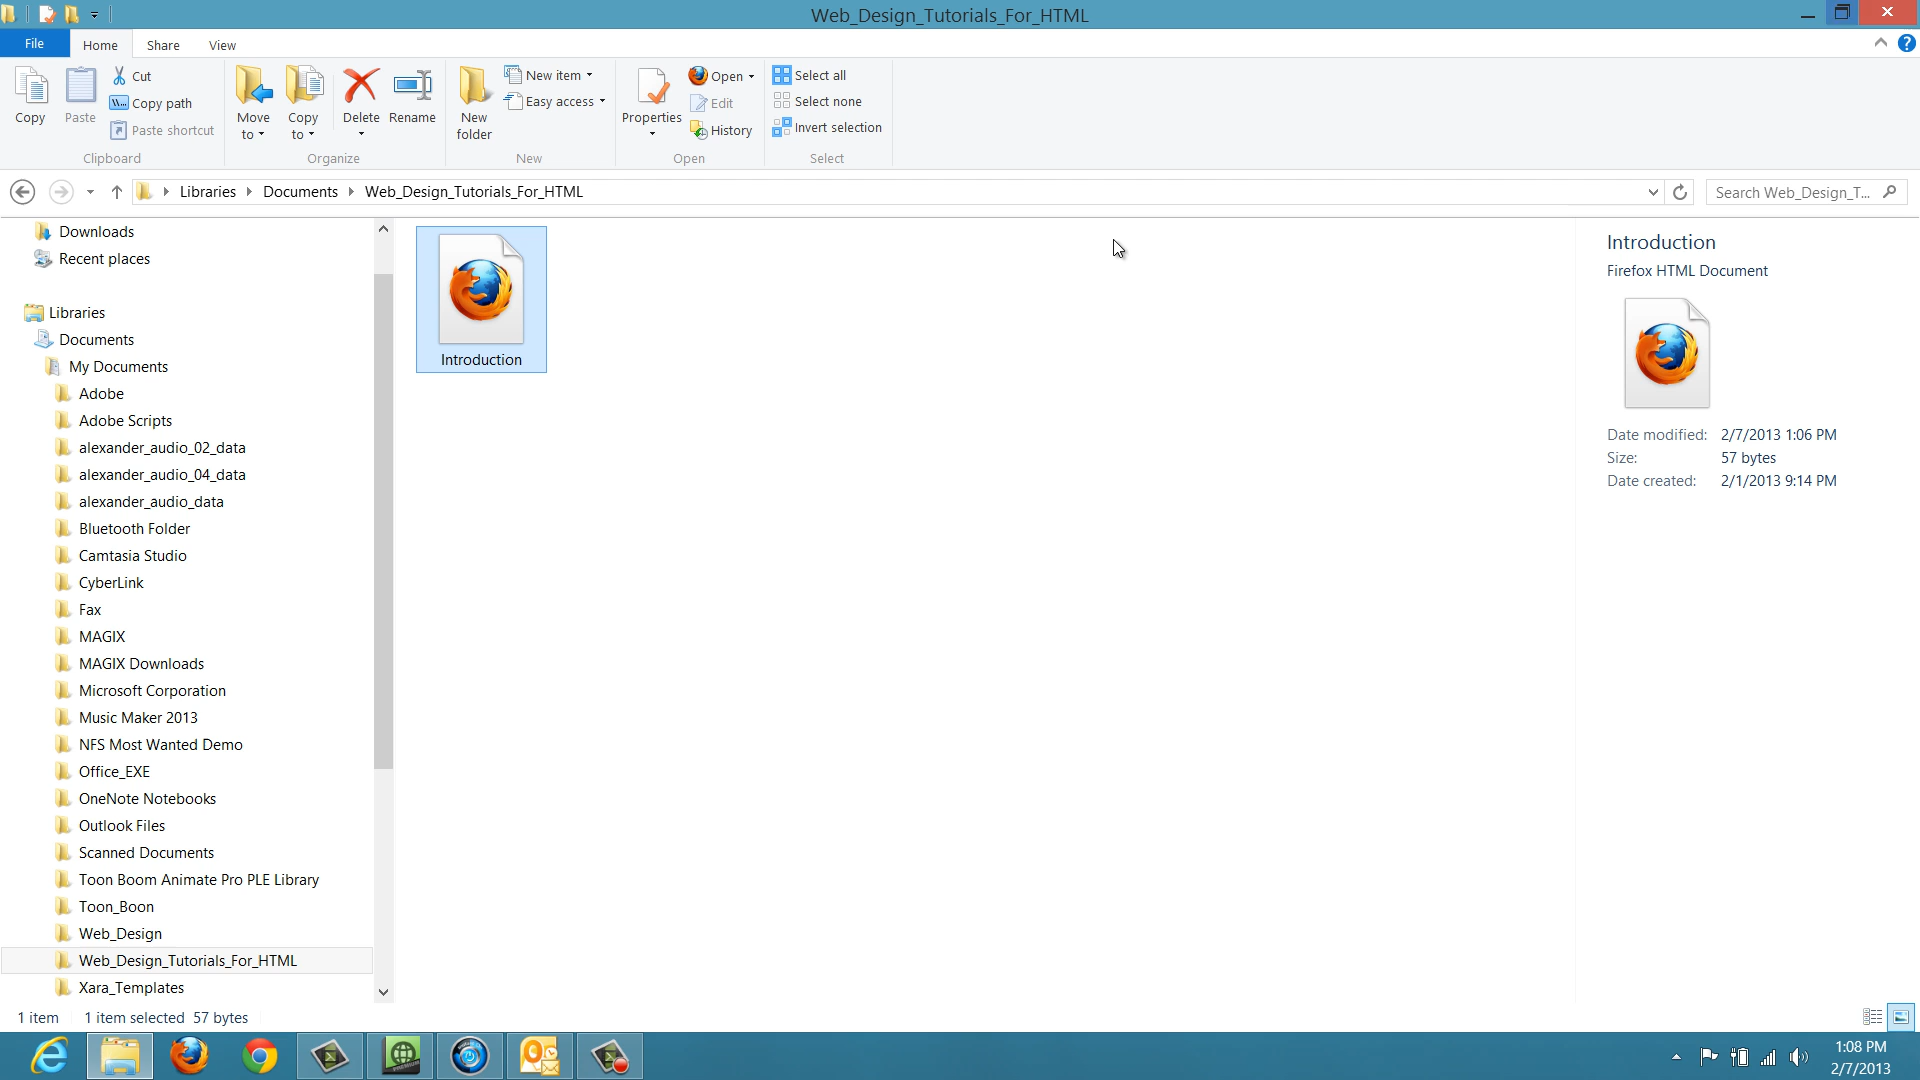 Web_Design_Tutorials_For_HTML
File Home Share View
Copy
Paste
Cut
Copy path
Paste shortcut
Clipboard
Move to
Copy to
Delete
Rename
Organize
New folder
New item
Easy access
New
Properties
Open
Edit
History
Open
Select all
Select none
Invert selection
Select
Libraries Documents Web_Design_Tutorials_For_HTML
Search Web_Design_T...
Downloads
Recent places
Libraries
Documents
My Documents
Adobe
Adobe Scripts
alexander_audio_02_data
alexander_audio_04_data
alexander_audio_data
Bluetooth Folder
Camtasia Studio
CyberLink
Fax
MAGIX
MAGIX Downloads
Microsoft Corporation
Music Maker 2013
NFS Most Wanted Demo
Office_EXE
OneNote Notebooks
Outlook Files
Scanned Documents
Toon Boom Animate Pro PLE Library
Toon_Boon
Web_Design
Web_Design_Tutorials_For_HTML
Xara_Templates
Introduction
Introduction
Firefox HTML Document
Date modified: 2/7/2013 1:06 PM
Size: 57 bytes
Date created: 2/1/2013 9:14 PM
1 item 1 item selected 57 bytes
1:08 PM
2/7/2013